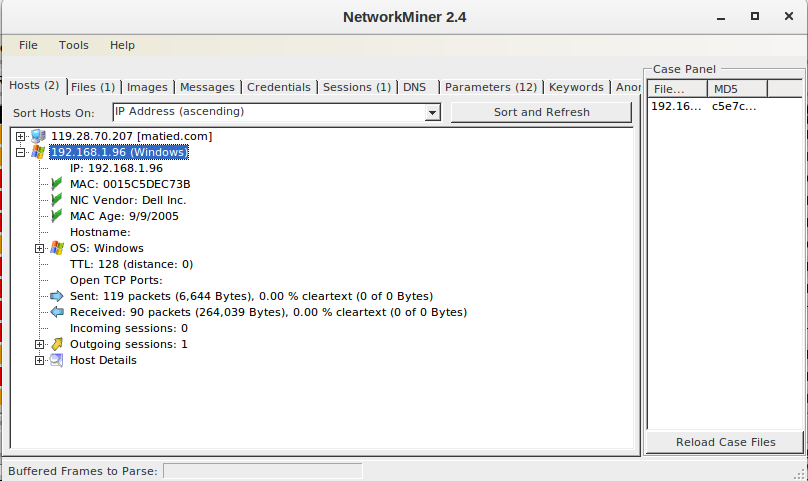 NetworkMiner 2.4
File Tools Help
Hosts (2) Files (1) Images Messages Credentials Sessions (1) DNS Parameters (12) Keywords Anor
Sort Hosts On: IP Address (ascending) Sort and Refresh
119.28.70.207 [matied.com]
192.168.1.96 (Windows)
IP: 192.168.1.96
MAC: 0015C5DEC73B
NIC Vendor: Dell Inc.
MAC Age: 9/9/2005
Hostname:
OS: Windows
TTL: 128 (distance: 0)
Open TCP Ports:
Sent: 119 packets (6,644 Bytes), 0.00 % cleartext (0 of 0 Bytes)
Received: 90 packets (264,039 Bytes), 0.00 % cleartext (0 of 0 Bytes)
Incoming sessions: 0
Outgoing sessions: 1
Host Details
Case Panel
File... MD5
192.16... c5e7c...
Reload Case Files
Buffered Frames to Parse: